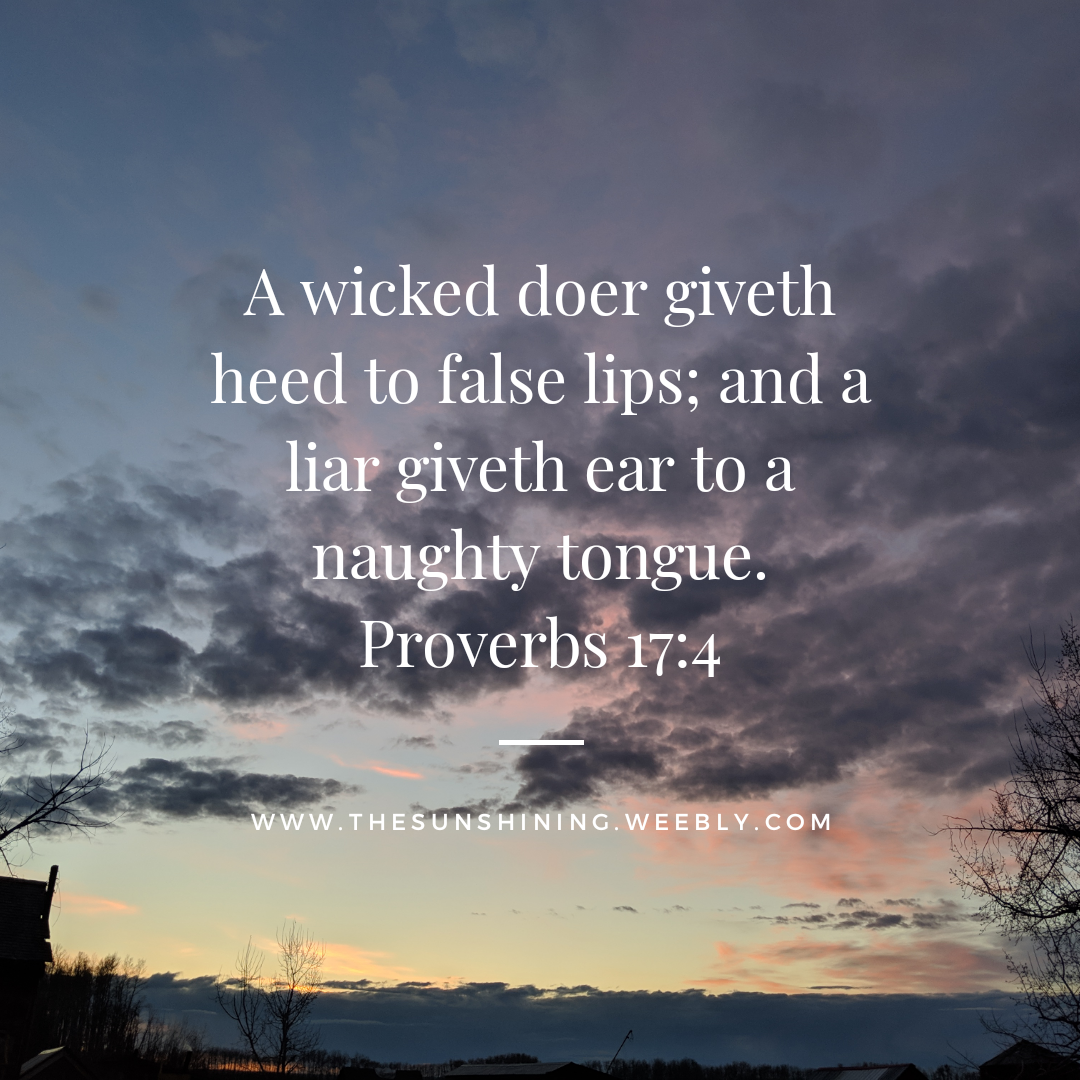 A wicked doer giveth
heed to false lips; and a
liar giveth ear to a
naughty tongue.
Proverbs 17:4
WWW.THESUNSHINING.WEEBLY.COM